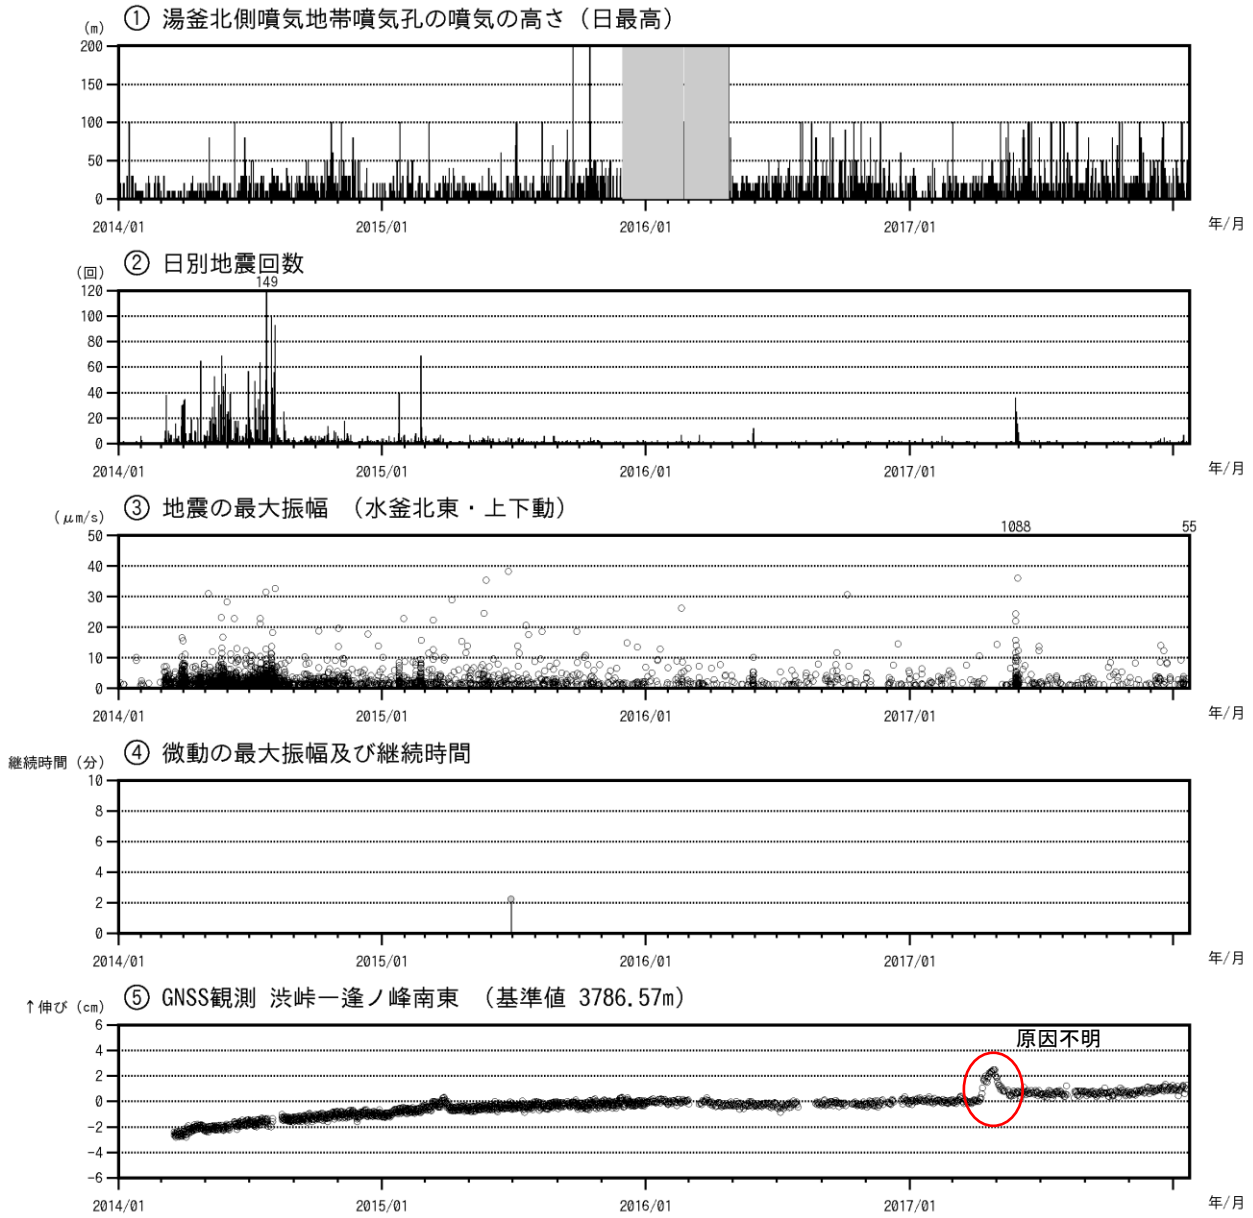 ① 湯釜北側噴気地帯噴気孔の噴気の高さ（日最高）
(m)
200
150
100
50
0
2014/01 2015/01 2016/01 2017/01 年/月
② 日別地震回数
(回)
149
120
100
80
60
40
20
0
2014/01 2015/01 2016/01 2017/01 年/月
③ 地震の最大振幅 （水釜北東・上下動）
(μm/s)
1088 55
50
40
30
20
10
0
2014/01 2015/01 2016/01 2017/01 年/月
④ 微動の最大振幅及び継続時間
継続時間（分）
10
8
6
4
2
0
2014/01 2015/01 2016/01 2017/01 年/月
⑤ GNSS観測 渋峠ー逢ノ峰南東 （基準値 3786.57m）
↑伸び（cm）
原因不明
6
4
2
0
-2
-4
-6
2014/01 2015/01 2016/01 2017/01 年/月